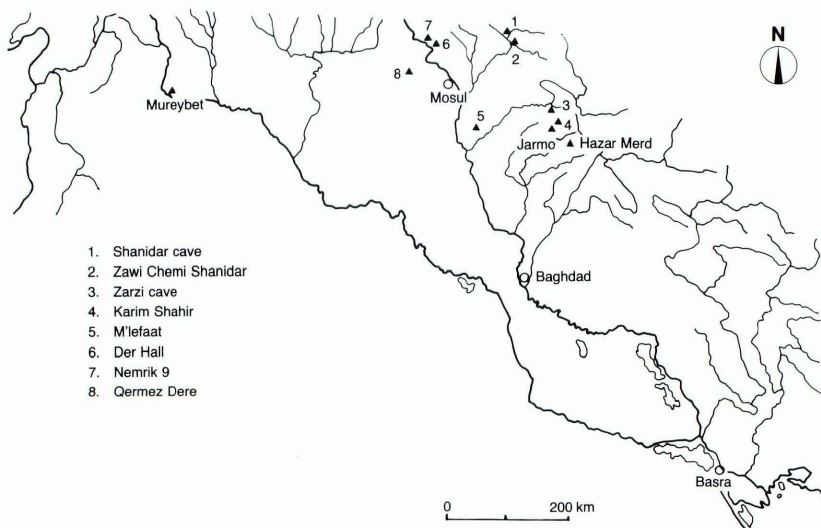 N
7
6
8
1
2
Mureybet
Mosul
3
5
4
Jarmo
Hazar Merd
1. Shanidar cave
2. Zawi Chemi Shanidar
3. Zarzi cave
4. Karim Shahir
5. M'lefaat
6. Der Hall
7. Nemrik 9
8. Qermez Dere
Baghdad
Basra
0 200 km